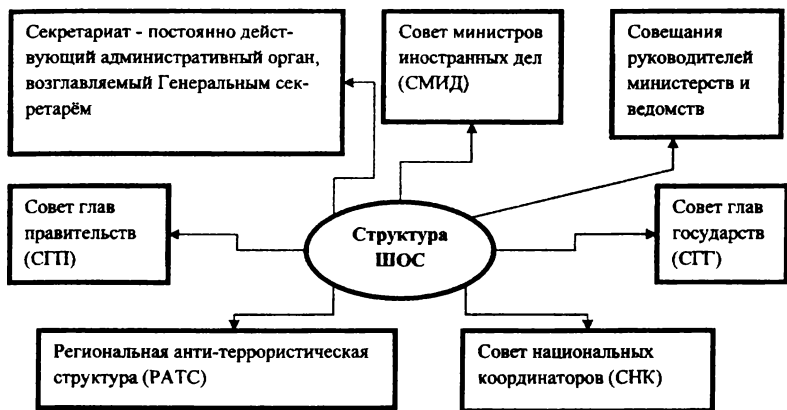 Секретариат - постоянно дейст-
вующий административный орган,
возглавляемый Генеральным сек-
ретарём
Совет министров
иностранных дел
(СМИД)
Совещания
руководителей
министерств и
ведомств
Совет глав
правительств
(СГП)
Структура
ШОС
Совет глав
государств
(СГГ)
Региональная анти-террористическая
структура (РАТС)
Совет национальных
координаторов (СНК)